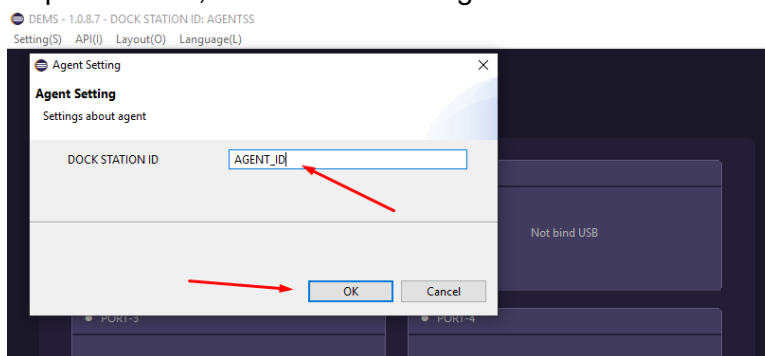 DEMS - 1.0.8.7 - DOCK STATION ID: AGENTSS
Setting(S) API(I) Layout(O) Language(L)
Agent Setting
Agent Setting
Settings about agent
DOCK STATION ID AGENT_ID
Not bind USB
OK Cancel
PORT-3 PORT-4